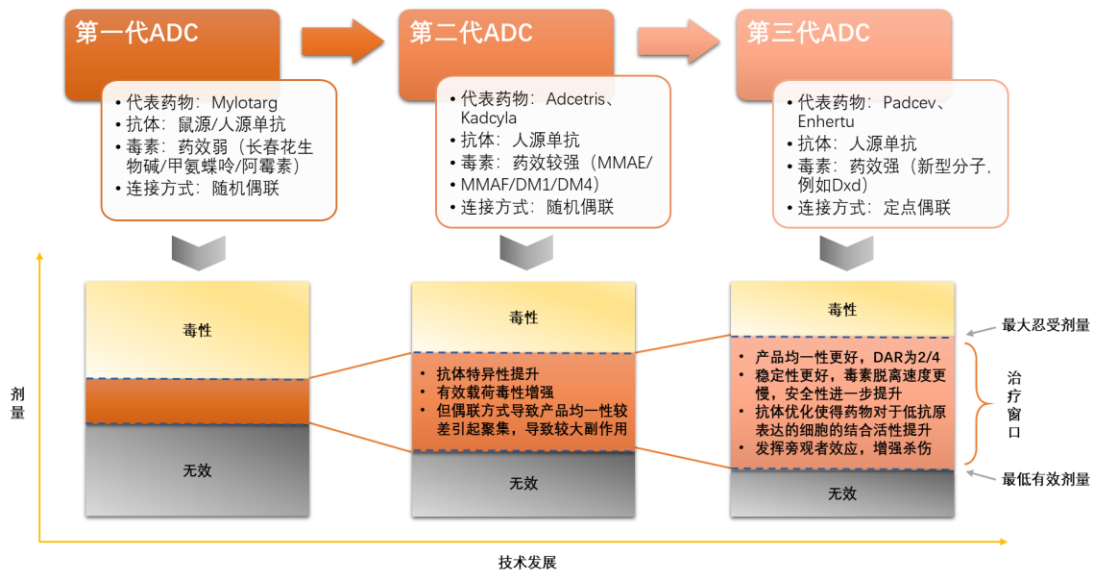 第一代ADC
• 代表药物：Mylotarg
• 抗体：鼠源/人源单抗
• 毒素：药效弱（长春花生
物碱/甲氨蝶呤/阿霉素）
• 连接方式：随机偶联
第二代ADC
• 代表药物：Adcetris、
Kadcyla
• 抗体：人源单抗
• 毒素：药效较强（MMAE/
MMAF/DM1/DM4）
• 连接方式：随机偶联
第三代ADC
• 代表药物：Padcev、
Enhertu
• 抗体：人源单抗
• 毒素：药效强（新型分子，
例如Dxd）
• 连接方式：定点偶联
剂量
毒性
无效
毒性
• 抗体特异性提升
• 有效载荷毒性增强
• 但偶联方式导致产品均一性较
差引起聚集，导致较大副作用
无效
毒性
• 产品均一性更好，DAR为2/4
• 稳定性更好，毒素脱离速度更
慢，安全性进一步提升
• 抗体优化使得药物对于低抗原
表达的细胞的结合活性提升
• 发挥旁观者效应，增强杀伤
无效
最大忍受剂量
治疗窗口
最低有效剂量
技术发展